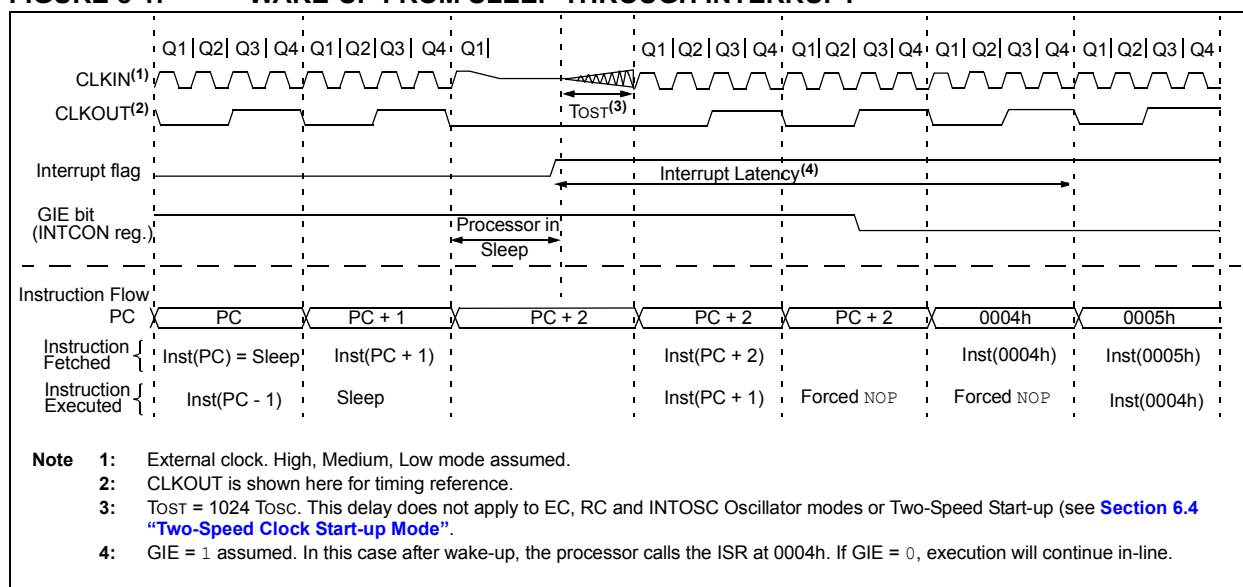 Q1 Q2 Q3 Q4 Q1 Q2 Q3 Q4 Q1 Q1 Q2 Q3 Q4 Q1 Q2 Q3 Q4 Q1 Q2 Q3 Q4 Q1 Q2 Q3 Q4
CLKIN(1)
CLKOUT(2)
TOST(3)
Interrupt flag
Interrupt Latency(4)
GIE bit
(INTCON reg.)
Processor in
Sleep
Instruction Flow
PC PC PC + 1 PC + 2 PC + 2 PC + 2 0004h 0005h
Instruction
Fetched
Inst(PC) = Sleep Inst(PC + 1) Inst(PC + 2) Inst(0004h) Inst(0005h)
Instruction
Executed
Inst(PC - 1) Sleep Inst(PC + 1) Forced NOP Forced NOP Inst(0004h)
Note 1: External clock. High, Medium, Low mode assumed.
2: CLKOUT is shown here for timing reference.
3: TOST = 1024 TOSC. This delay does not apply to EC, RC and INTOSC Oscillator modes or Two-Speed Start-up (see Section 6.4
“Two-Speed Clock Start-up Mode”.
4: GIE = 1 assumed. In this case after wake-up, the processor calls the ISR at 0004h. If GIE = 0, execution will continue in-line.